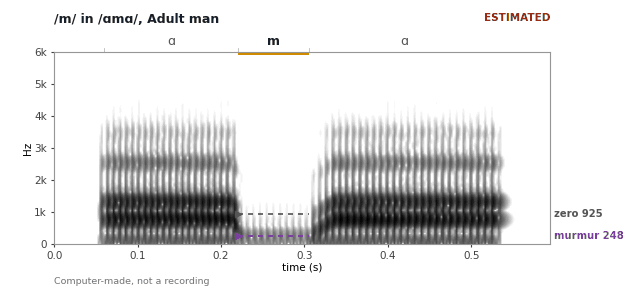 /m/ in /ɑmɑ/, Adult man
ESTIMATED
ɑ m ɑ
6k
5k
4k
3k
2k
1k
0
Hz
zero 925
murmur 248
0.0 0.1 0.2 0.3 0.4 0.5
time (s)
Computer-made, not a recording